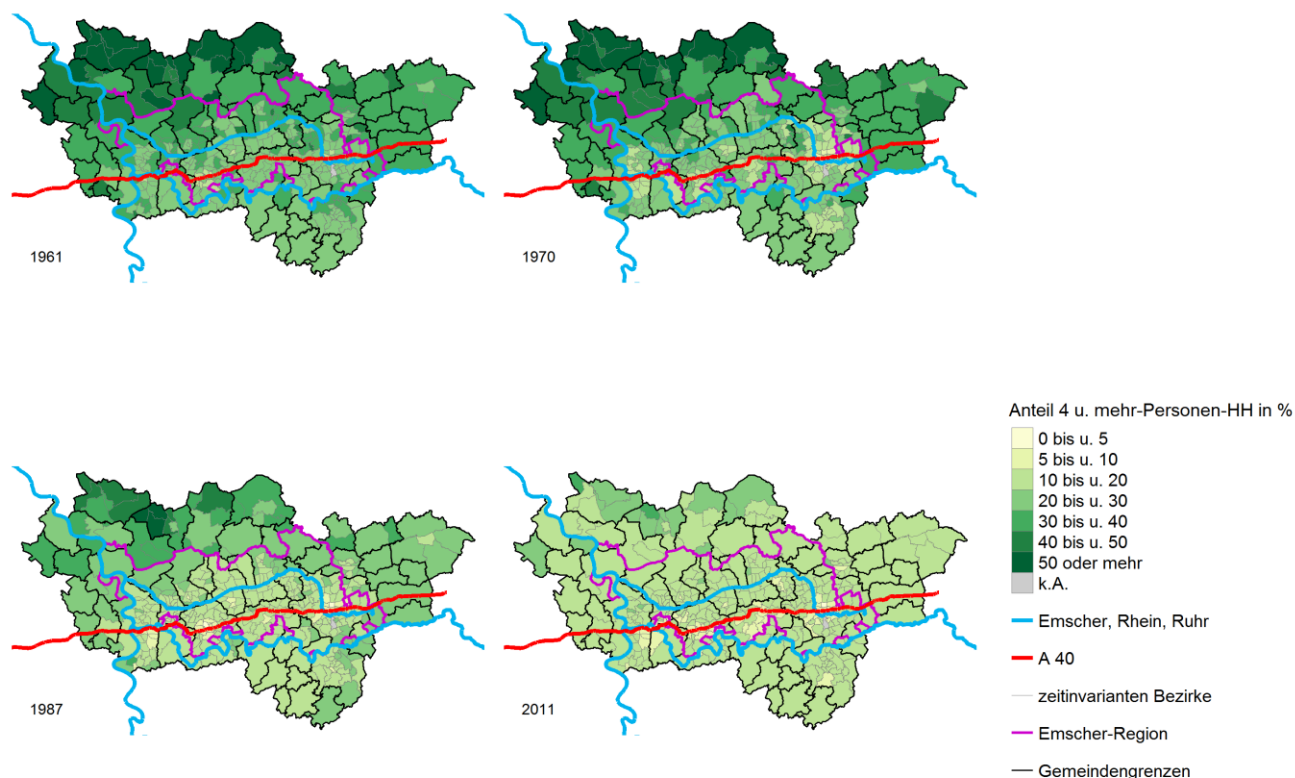 1961
1970
Anteil 4 u. mehr-Personen-HH in %
0 bis u. 5
5 bis u. 10
10 bis u. 20
20 bis u. 30
30 bis u. 40
40 bis u. 50
50 oder mehr
k.A.
Emscher, Rhein, Ruhr
A 40
zeitinvarianten Bezirke
Emscher-Region
Gemeindengrenzen
1987
2011